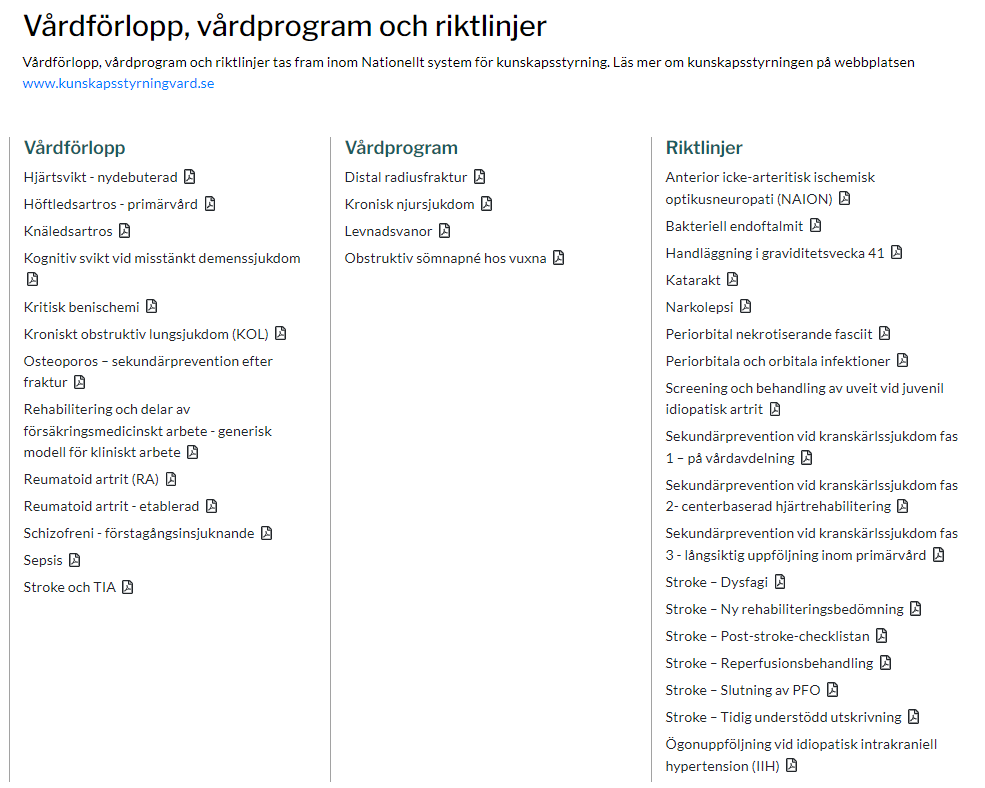 Vårdförlopp, vårdprogram och riktlinjer
Vårdförlopp, vårdprogram och riktlinjer tas fram inom Nationellt system för kunskapsstyrning. Läs mer om kunskapsstyrningen på webbplatsen
www.kunskapsstyrningvard.se
Vårdförlopp
Hjärtsvikt - nydebuterad
Höftledsartros - primärvård
Knäledsartros
Kognitiv svikt vid misstänkt demenssjukdom
Kritisk benischemi
Kroniskt obstruktiv lungsjukdom (KOL)
Osteoporos – sekundärprevention efter
fraktur
Rehabilitering och delar av
försäkringsmedicinskt arbete - generisk
modell för kliniskt arbete
Reumatoid artrit (RA)
Reumatoid artrit - etablerad
Schizofreni - förstagångsinsjuknande
Sepsis
Stroke och TIA
Vårdprogram
Distal radiusfraktur
Kronisk njursjukdom
Levnadsvanor
Obstruktiv sömnapné hos vuxna
Riktlinjer
Anterior icke-arteritisk ischemisk
optikusneuropati (NAION)
Bakteriell endoftalmit
Handläggning i graviditetsvecka 41
Katarakt
Narkolepsi
Periorbital nekrotiserande fasciit
Periorbitala och orbitala infektioner
Screening och behandling av uveit vid juvenil
idiopatisk artrit
Sekundärprevention vid kranskärlssjukdom fas
1 – på vårdavdelning
Sekundärprevention vid kranskärlssjukdom fas
2- centerbaserad hjärtrehabilitering
Sekundärprevention vid kranskärlssjukdom fas
3 - långsiktig uppföljning inom primärvård
Stroke – Dysfagi
Stroke – Ny rehabiliteringsbedömning
Stroke – Post-stroke-checklistan
Stroke – Reperfusionsbehandling
Stroke – Slutning av PFO
Stroke – Tidig understödd utskrivning
Ögonuppföljning vid idiopatisk intrakraniell
hypertension (IIH)